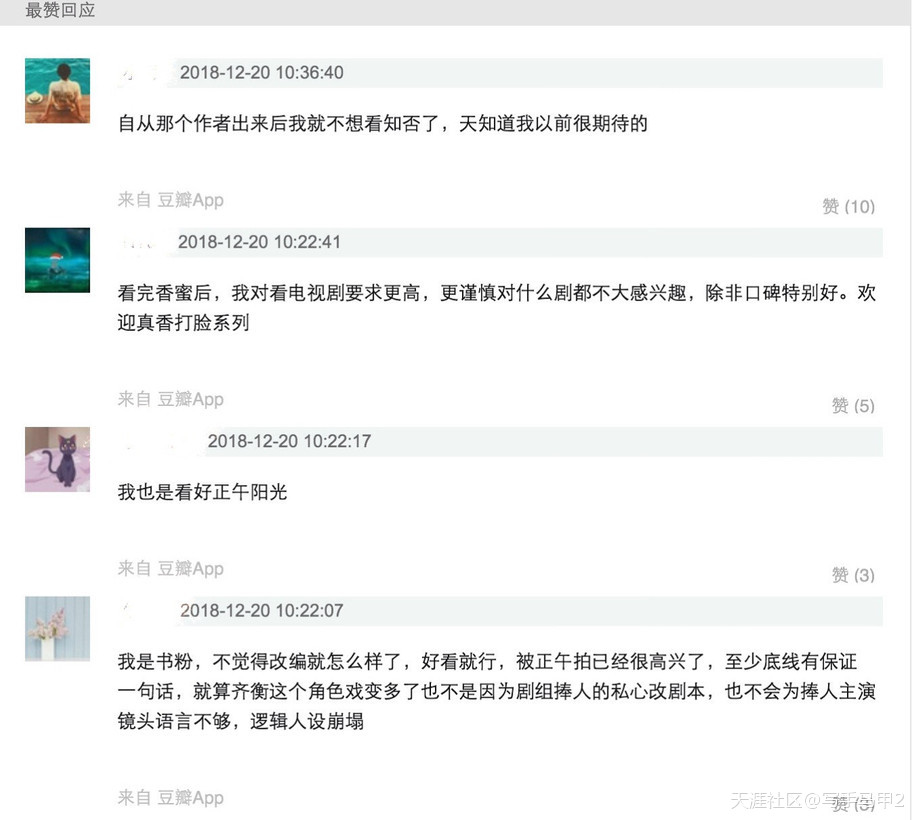 最赞回应
2018-12-20 10:36:40
自从那个作者出来后我就不想看知否了，天知道我以前很期待的
来自 豆瓣App
赞 (10)
2018-12-20 10:22:41
看完香蜜后，我对看电视剧要求更高，更谨慎对什么剧都不大感兴趣，除非口碑特别好。欢
迎真香打脸系列
来自 豆瓣App
赞 (5)
2018-12-20 10:22:17
我也是看好正午阳光
来自 豆瓣App
赞 (3)
2018-12-20 10:22:07
我是书粉，不觉得改编就怎么样了，好看就行，被正午拍已经很高兴了，至少底线有保证
一句话，就算齐衡这个角色戏变多了也不是因为剧组捧人的私心改剧本，也不会为捧人主演
镜头语言不够，逻辑人设崩塌
来自 豆瓣App
赞 (3)
天涯社区@写手马甲2